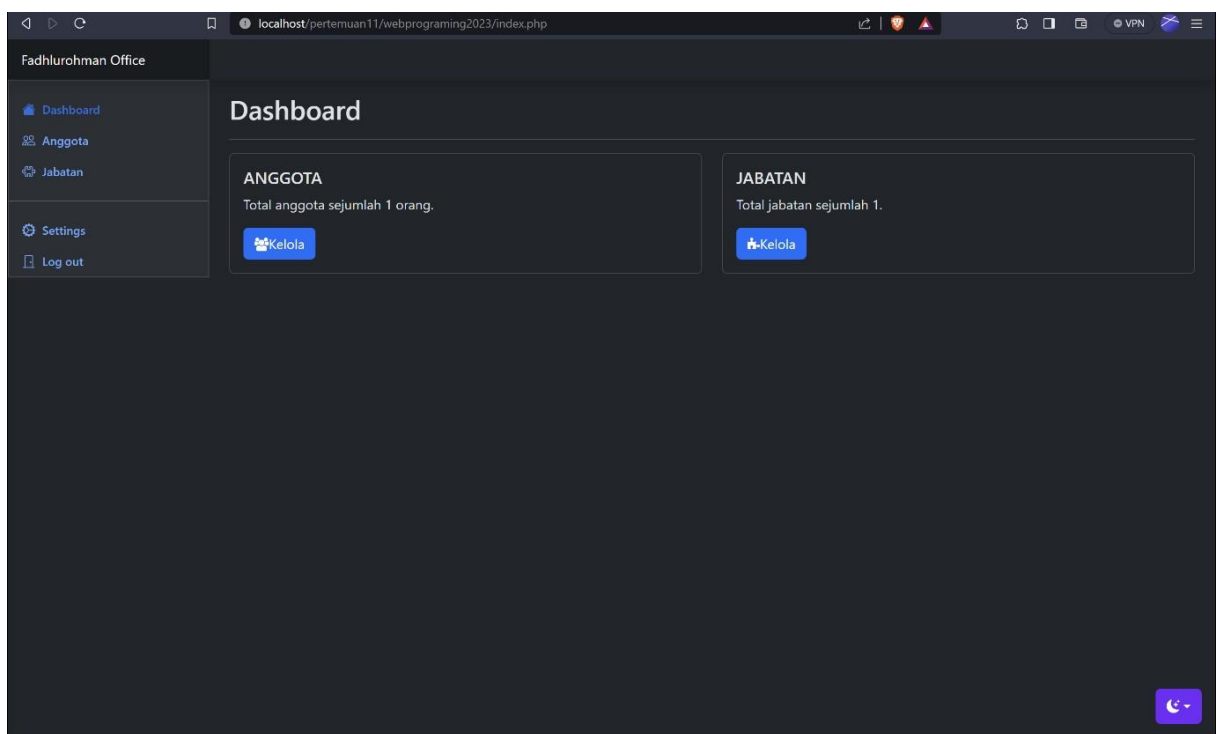 localhost/pertemuan11/webprograming2023/index.php
VPN
Fadhlurohman Office
Dashboard
Anggota
Jabatan
Settings
Log out
Dashboard
ANGGOTA
Total anggota sejumlah 1 orang.
Kelola
JABATAN
Total jabatan sejumlah 1.
Kelola